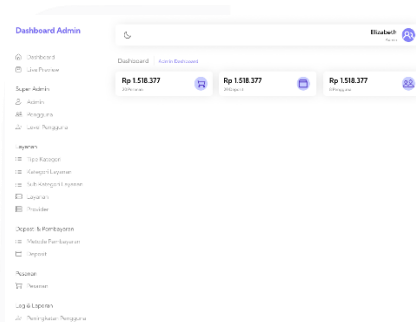 Dashboard Admin
Elizabeth
Dashboard
Live Preview
Dashboard
Admin Dashboard
Rp 1.518.377
Rp 1.518.377
Rp 1.518.377
Super Admin
Admin
Pengguna
Level Pengguna
Layanan
Tipe Kategori
Kategori Layanan
Sub Kategori Layanan
Layanan
Provider
Deposit & Pembayaran
Metode Pembayaran
Deposit
Pesanan
Pesanan
Log & Laporan
Peningkatan Pengguna